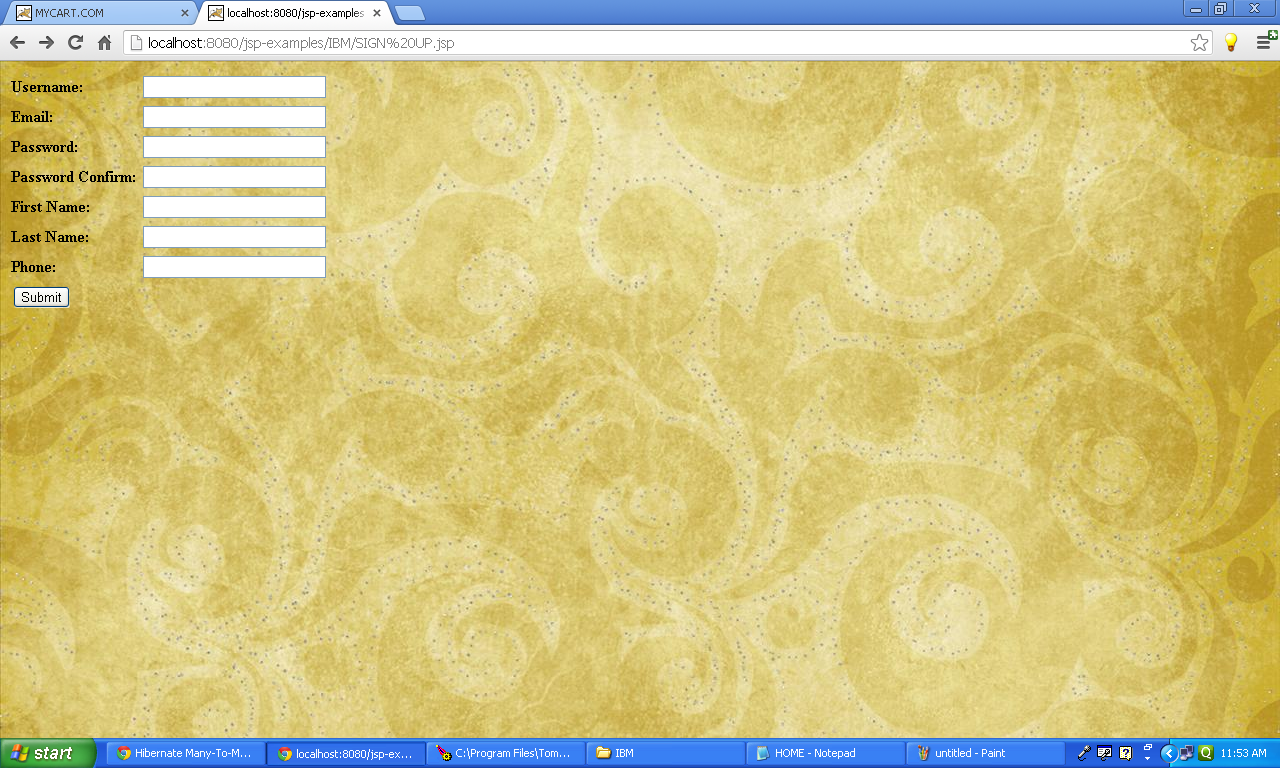 MYCART.COM
localhost:8080/jsp-examples
localhost:8080/jsp-examples/IBM/SIGN%20UP.jsp
Username:
Email:
Password:
Password Confirm:
First Name:
Last Name:
Phone:
Submit
start
Hibernate Many-To-M...
localhost:8080/jsp-ex...
C:\Program Files\Tom...
IBM
HOME - Notepad
untitled - Paint
11:53 AM